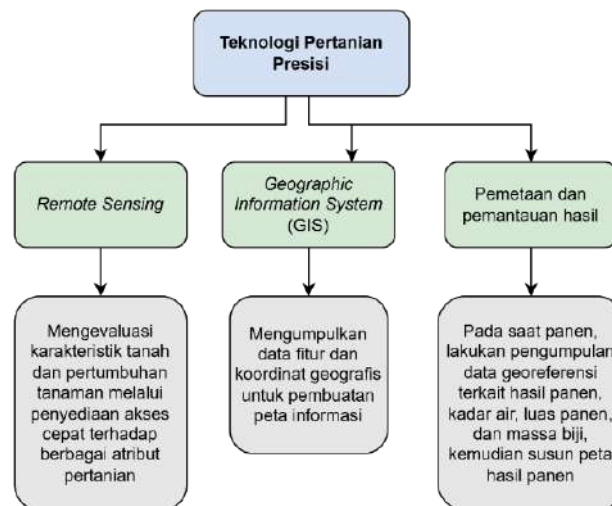 Teknologi Pertanian
Presisi
Remote Sensing
Geographic
Information System
(GIS)
Pemetaan dan
pemantauan hasil
Mengevaluasi
karakteristik tanah
dan pertumbuhan
tanaman melalui
penyediaan akses
cepat terhadap
berbagai atribut
pertanian
Mengumpulkan
data fitur dan
koordinat geografis
untuk pembuatan
peta informasi
Pada saat panen,
lakukan pengumpulan
data georeferensi
terkait hasil panen,
kadar air, luas panen,
dan massa biji,
kemudian susun peta
hasil panen